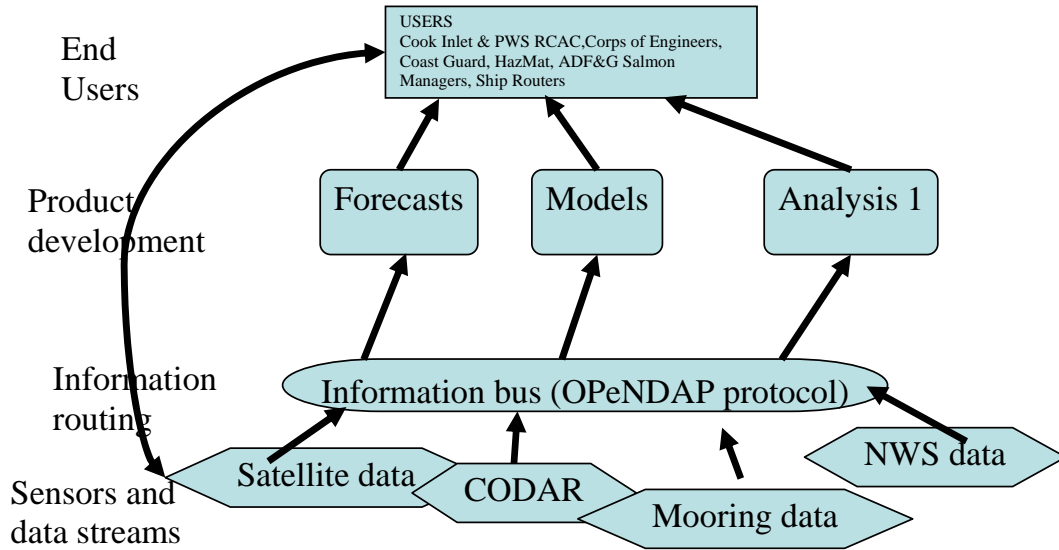 End
Users
USERS
Cook Inlet & PWS RCAC,Corps of Engineers,
Coast Guard, HazMat, ADF&G Salmon
Managers, Ship Routers
Product
development
Forecasts
Models
Analysis 1
Information
routing
Information bus (OPeNDAP protocol)
Sensors and
data streams
Satellite data
CODAR
Mooring data
NWS data